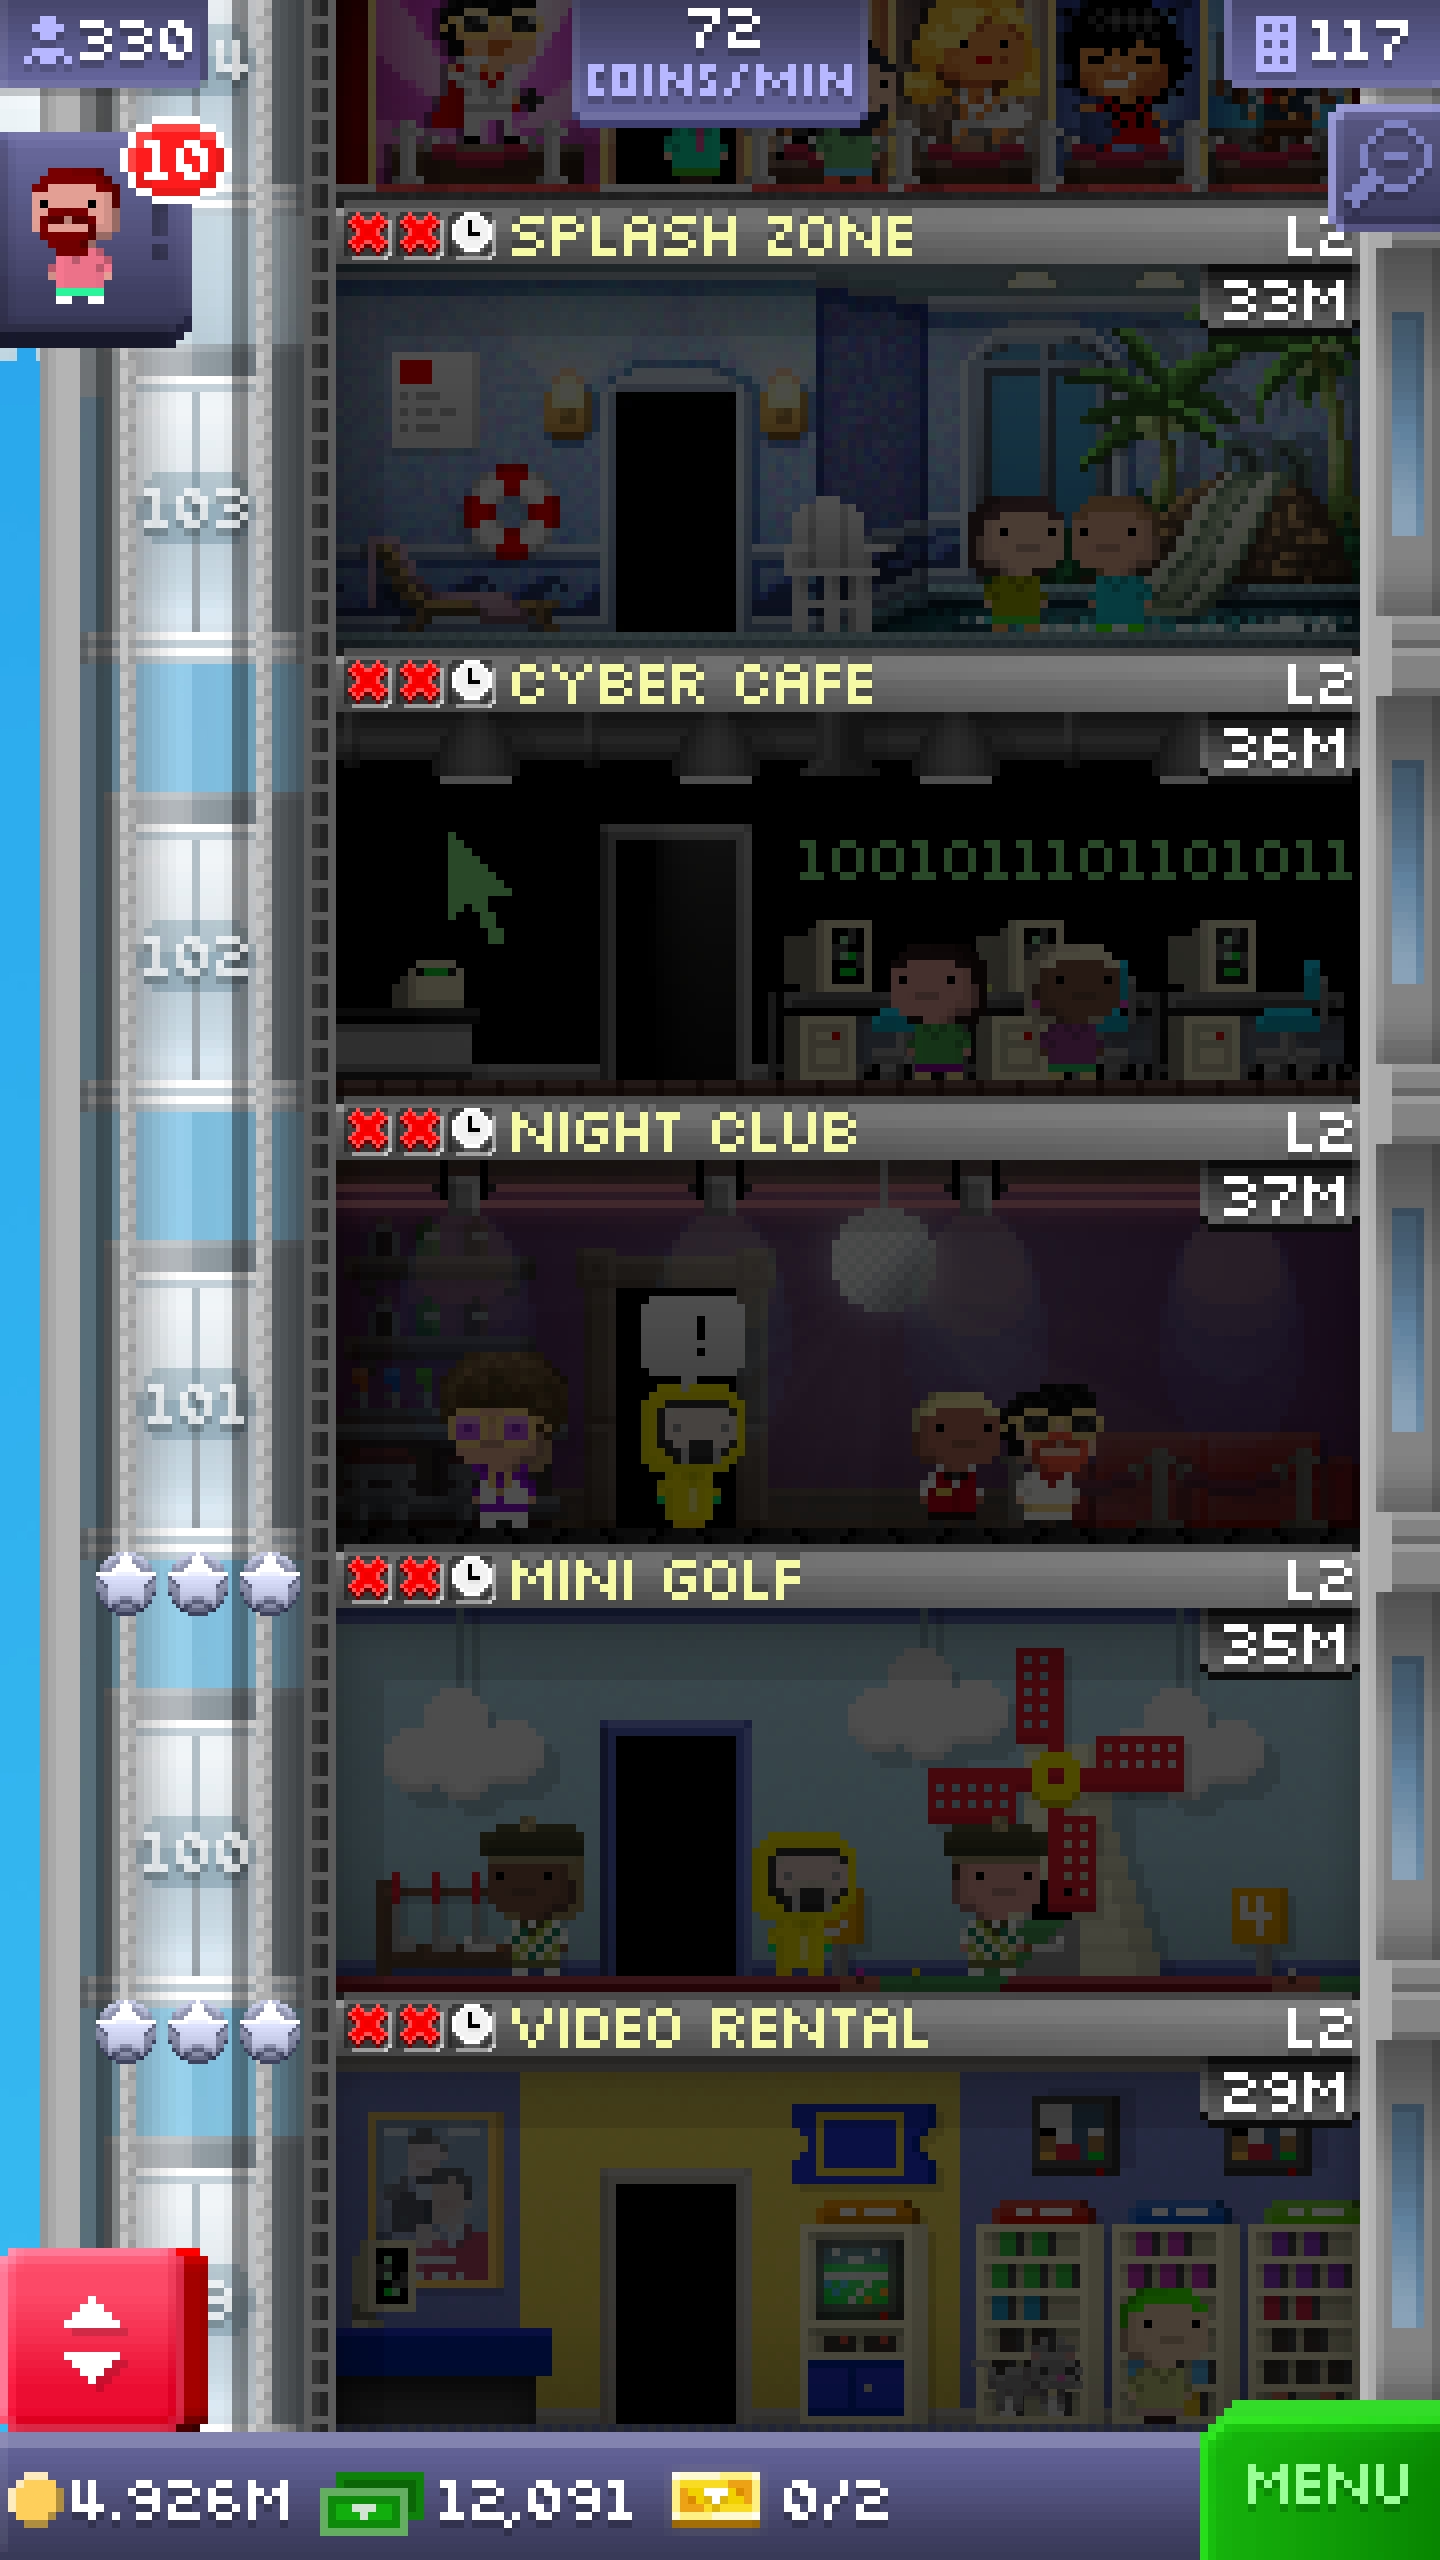 330
72
COINS/MIN
117
10
4
SPLASH ZONE L2
33M
103
CYBER CAFE L2
36M
1001011101101011
102
NIGHT CLUB L2
37M
!
101
MINI GOLF L2
35M
100
4
VIDEO RENTAL L2
29M
4.926M 12,091 0/2
MENU